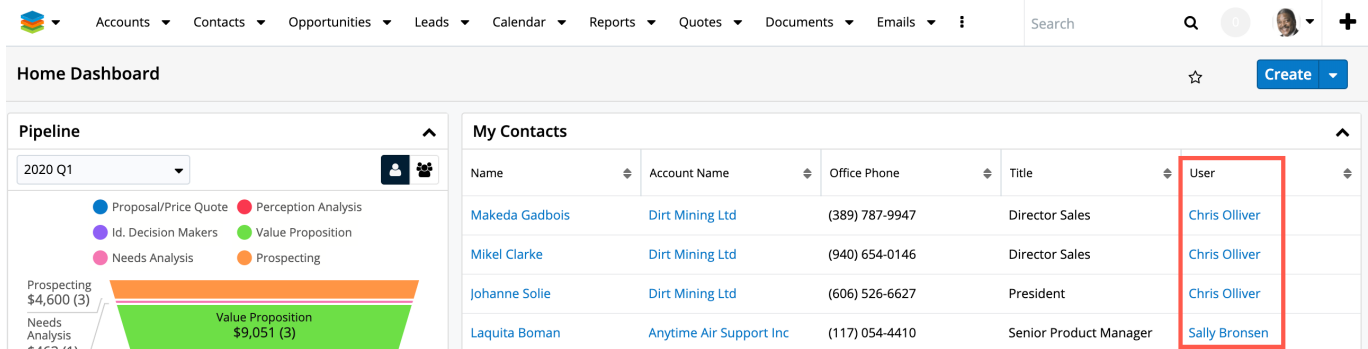 Accounts Contacts Opportunities Leads Calendar Reports Quotes Documents Emails Search 0
Home Dashboard Create
Pipeline
2020 Q1
Proposal/Price Quote Perception Analysis
Id. Decision Makers Value Proposition
Needs Analysis Prospecting
Prospecting
$4,600 (3)
Needs
Analysis
Value Proposition
$9,051 (3)
My Contacts
Name Account Name Office Phone Title User
Makeda Gadbois Dirt Mining Ltd (389) 787-9947 Director Sales Chris Olliver
Mikel Clarke Dirt Mining Ltd (940) 654-0146 Director Sales Chris Olliver
Johanne Solie Dirt Mining Ltd (606) 526-6627 President Chris Olliver
Laquita Boman Anytime Air Support Inc (117) 054-4410 Senior Product Manager Sally Bronsen